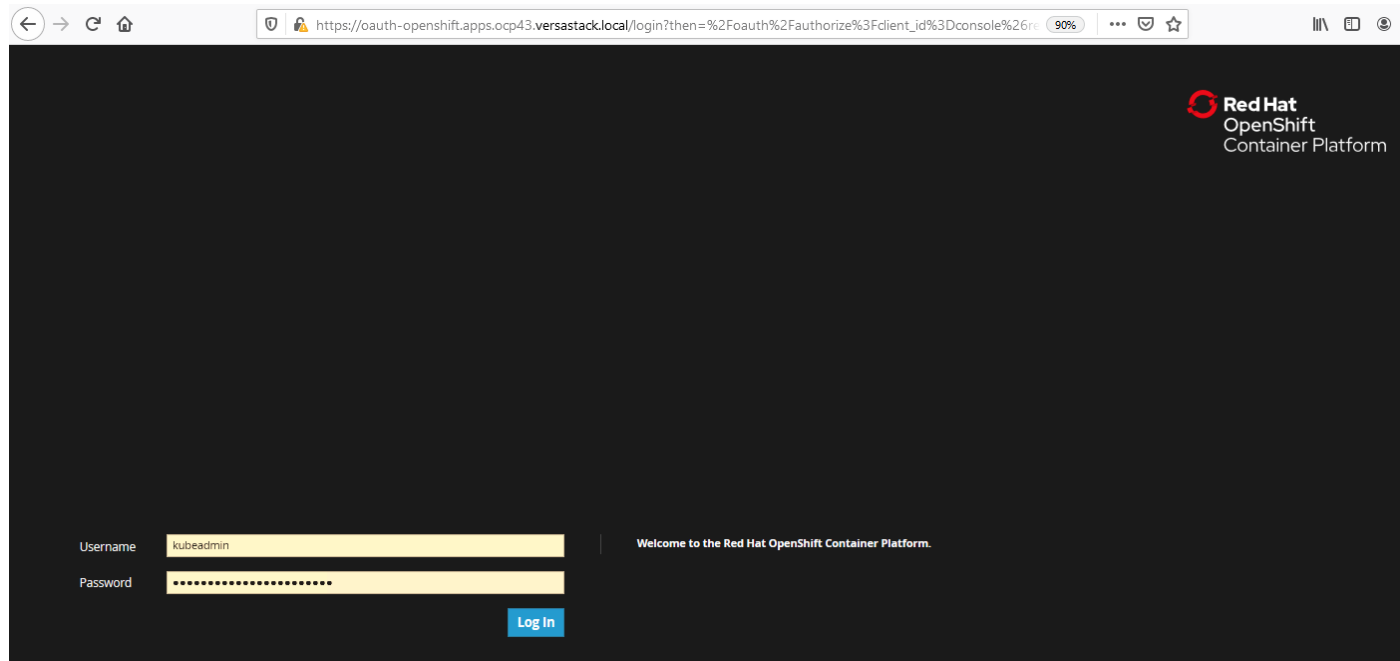 https://oauth-openshift.apps.ocp43.versastack.local/login?then=%2Foauth%2Fauthorize%3Fclient_id%3Dconsole%26re 90%
Red Hat
OpenShift
Container Platform
Username kubeadmin Welcome to the Red Hat OpenShift Container Platform.
Password •••••••••••••••••••••••
Log In